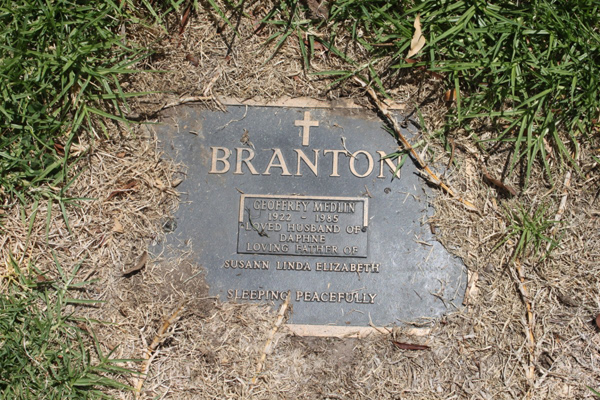 BRANTON
GEOFFREY MEDLIN
1922 - 1985
LOVED HUSBAND OF
DAPHNE
LOVING FATHER OF
SUSANN LINDA ELIZABETH
SLEEPING PEACEFULLY